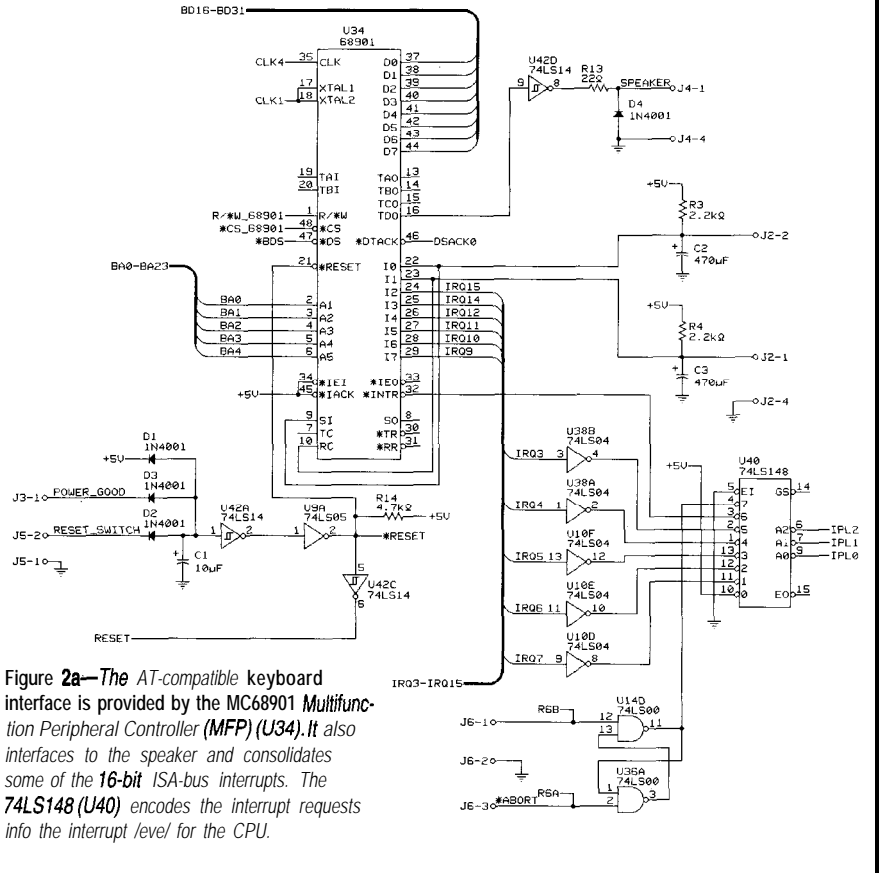 BD16-BD31
U34
68901
CLK4 35 CLK
CLK1 17 XTAL1
18 XTAL2
D0 37
D1 38
D2 39
D3 40
D4 41
D5 42
D6 43
D7 44
19 TAI
20 TBI
TAO 13
TBO 14
TCO 15
TDO 16
R/*W_68901 1 R/*W
*CS_68901 48 *CS
*BDS 47 *DS
*DTACK 46 DSACK0
21 *RESET
I0 22
I1 23
I2 24 IRQ15
I3 25 IRQ14
I4 26 IRQ12
I5 27 IRQ11
I6 28 IRQ10
I7 29 IRQ9
BA0-BA23
BA0 2 A1
BA1 3 A2
BA2 4 A3
BA3 5 A4
BA4 6 A5
34 *IEI
+5V 45 *IACK
*IEO 33
*INTR 32
9 SI
7 TC
10 RC
SO 8
*TR 30
*RR 31
U42D
74LS14
9 8
R13
22Ω
SPEAKER
J4-1
D4
1N4001
J4-4
+5V
R3
2.2kΩ
J2-2
+ C2
470µF
+5V
R4
2.2kΩ
J2-1
+ C3
470µF
J2-4
D1
1N4001
+5V
D3
1N4001
J3-1 POWER_GOOD
D2
1N4001
J5-2 RESET_SWITCH
J5-1
+ C1
10µF
U42A
74LS14
1 2
U9A
74LS05
1 2
R14
4.7kΩ
+5V
*RESET
5
U42C
74LS14
6
RESET
U38B
74LS04
IRQ3 3 4
U38A
74LS04
IRQ4 1 2
U10F
74LS04
IRQ5 13 12
U10E
74LS04
IRQ6 11 10
U10D
74LS04
IRQ7 9 8
IRQ3-IRQ15
+5V
U40
74LS148
5 EI
4 7
3 6
2 5
1 4
13 3
12 2
11 1
10 0
GS 14
A2 6 IPL2
A1 7 IPL1
A0 9 IPL0
EO 15
U14D
74LS00
J6-1 R6B 12
13
11
J6-2
U36A
74LS00
J6-3 *ABORT R6A 1
2
3
Figure 2a—The AT-compatible keyboard
interface is provided by the MC68901 Multifunc-
tion Peripheral Controller (MFP) (U34). It also
interfaces to the speaker and consolidates
some of the 16-bit ISA-bus interrupts. The
74LS148 (U40) encodes the interrupt requests
info the interrupt /eve/ for the CPU.